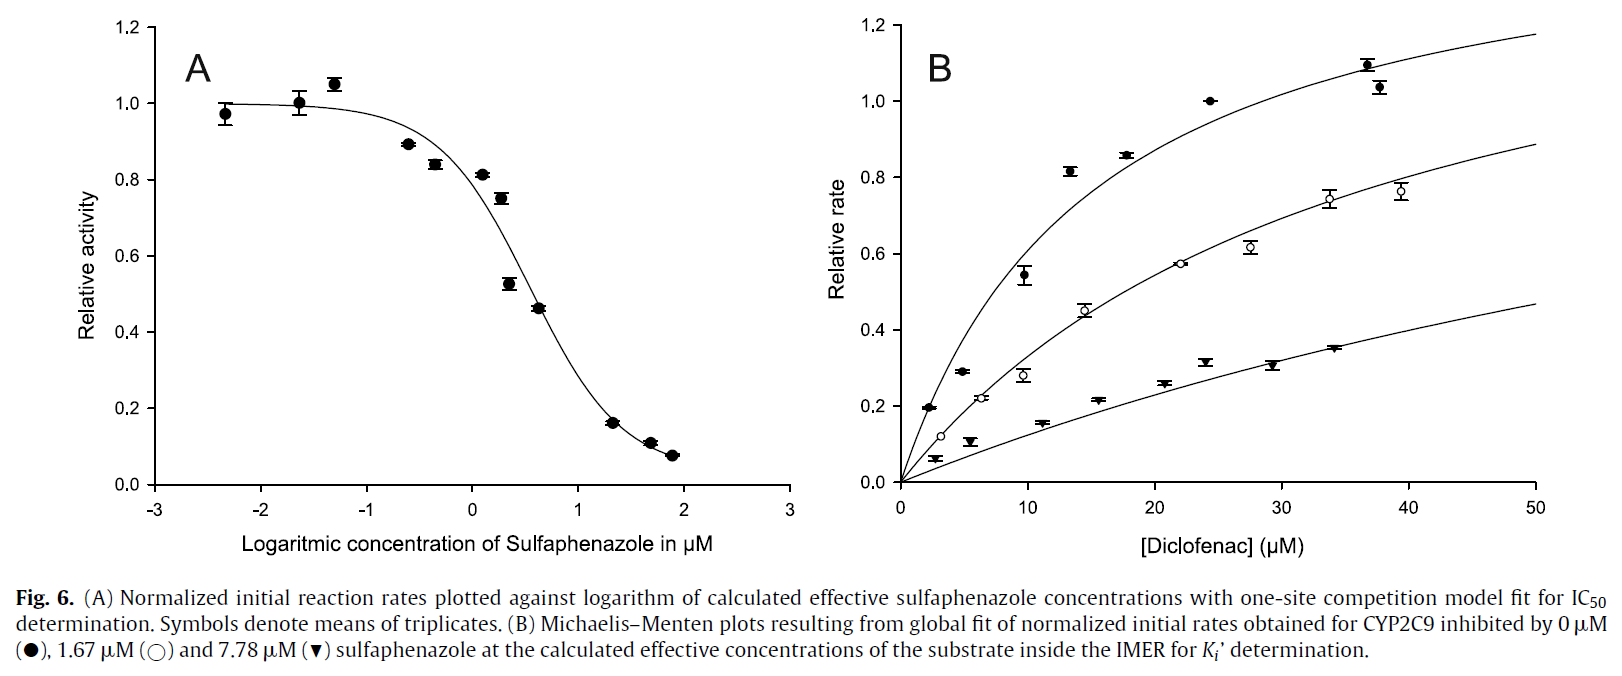 A
1.2
1.0
0.8
0.6
0.4
0.2
0.0
Relative activity
-3 -2 -1 0 1 2 3
Logaritmic concentration of Sulfaphenazole in µM
B
1.2
1.0
0.8
0.6
0.4
0.2
0.0
Relative rate
0 10 20 30 40 50
[Diclofenac] (µM)
Fig. 6. (A) Normalized initial reaction rates plotted against logarithm of calculated effective sulfaphenazole concentrations with one-site competition model fit for IC50
determination. Symbols denote means of triplicates. (B) Michaelis–Menten plots resulting from global fit of normalized initial rates obtained for CYP2C9 inhibited by 0 µM
(●), 1.67 µM (○) and 7.78 µM (▼) sulfaphenazole at the calculated effective concentrations of the substrate inside the IMER for Ki’ determination.